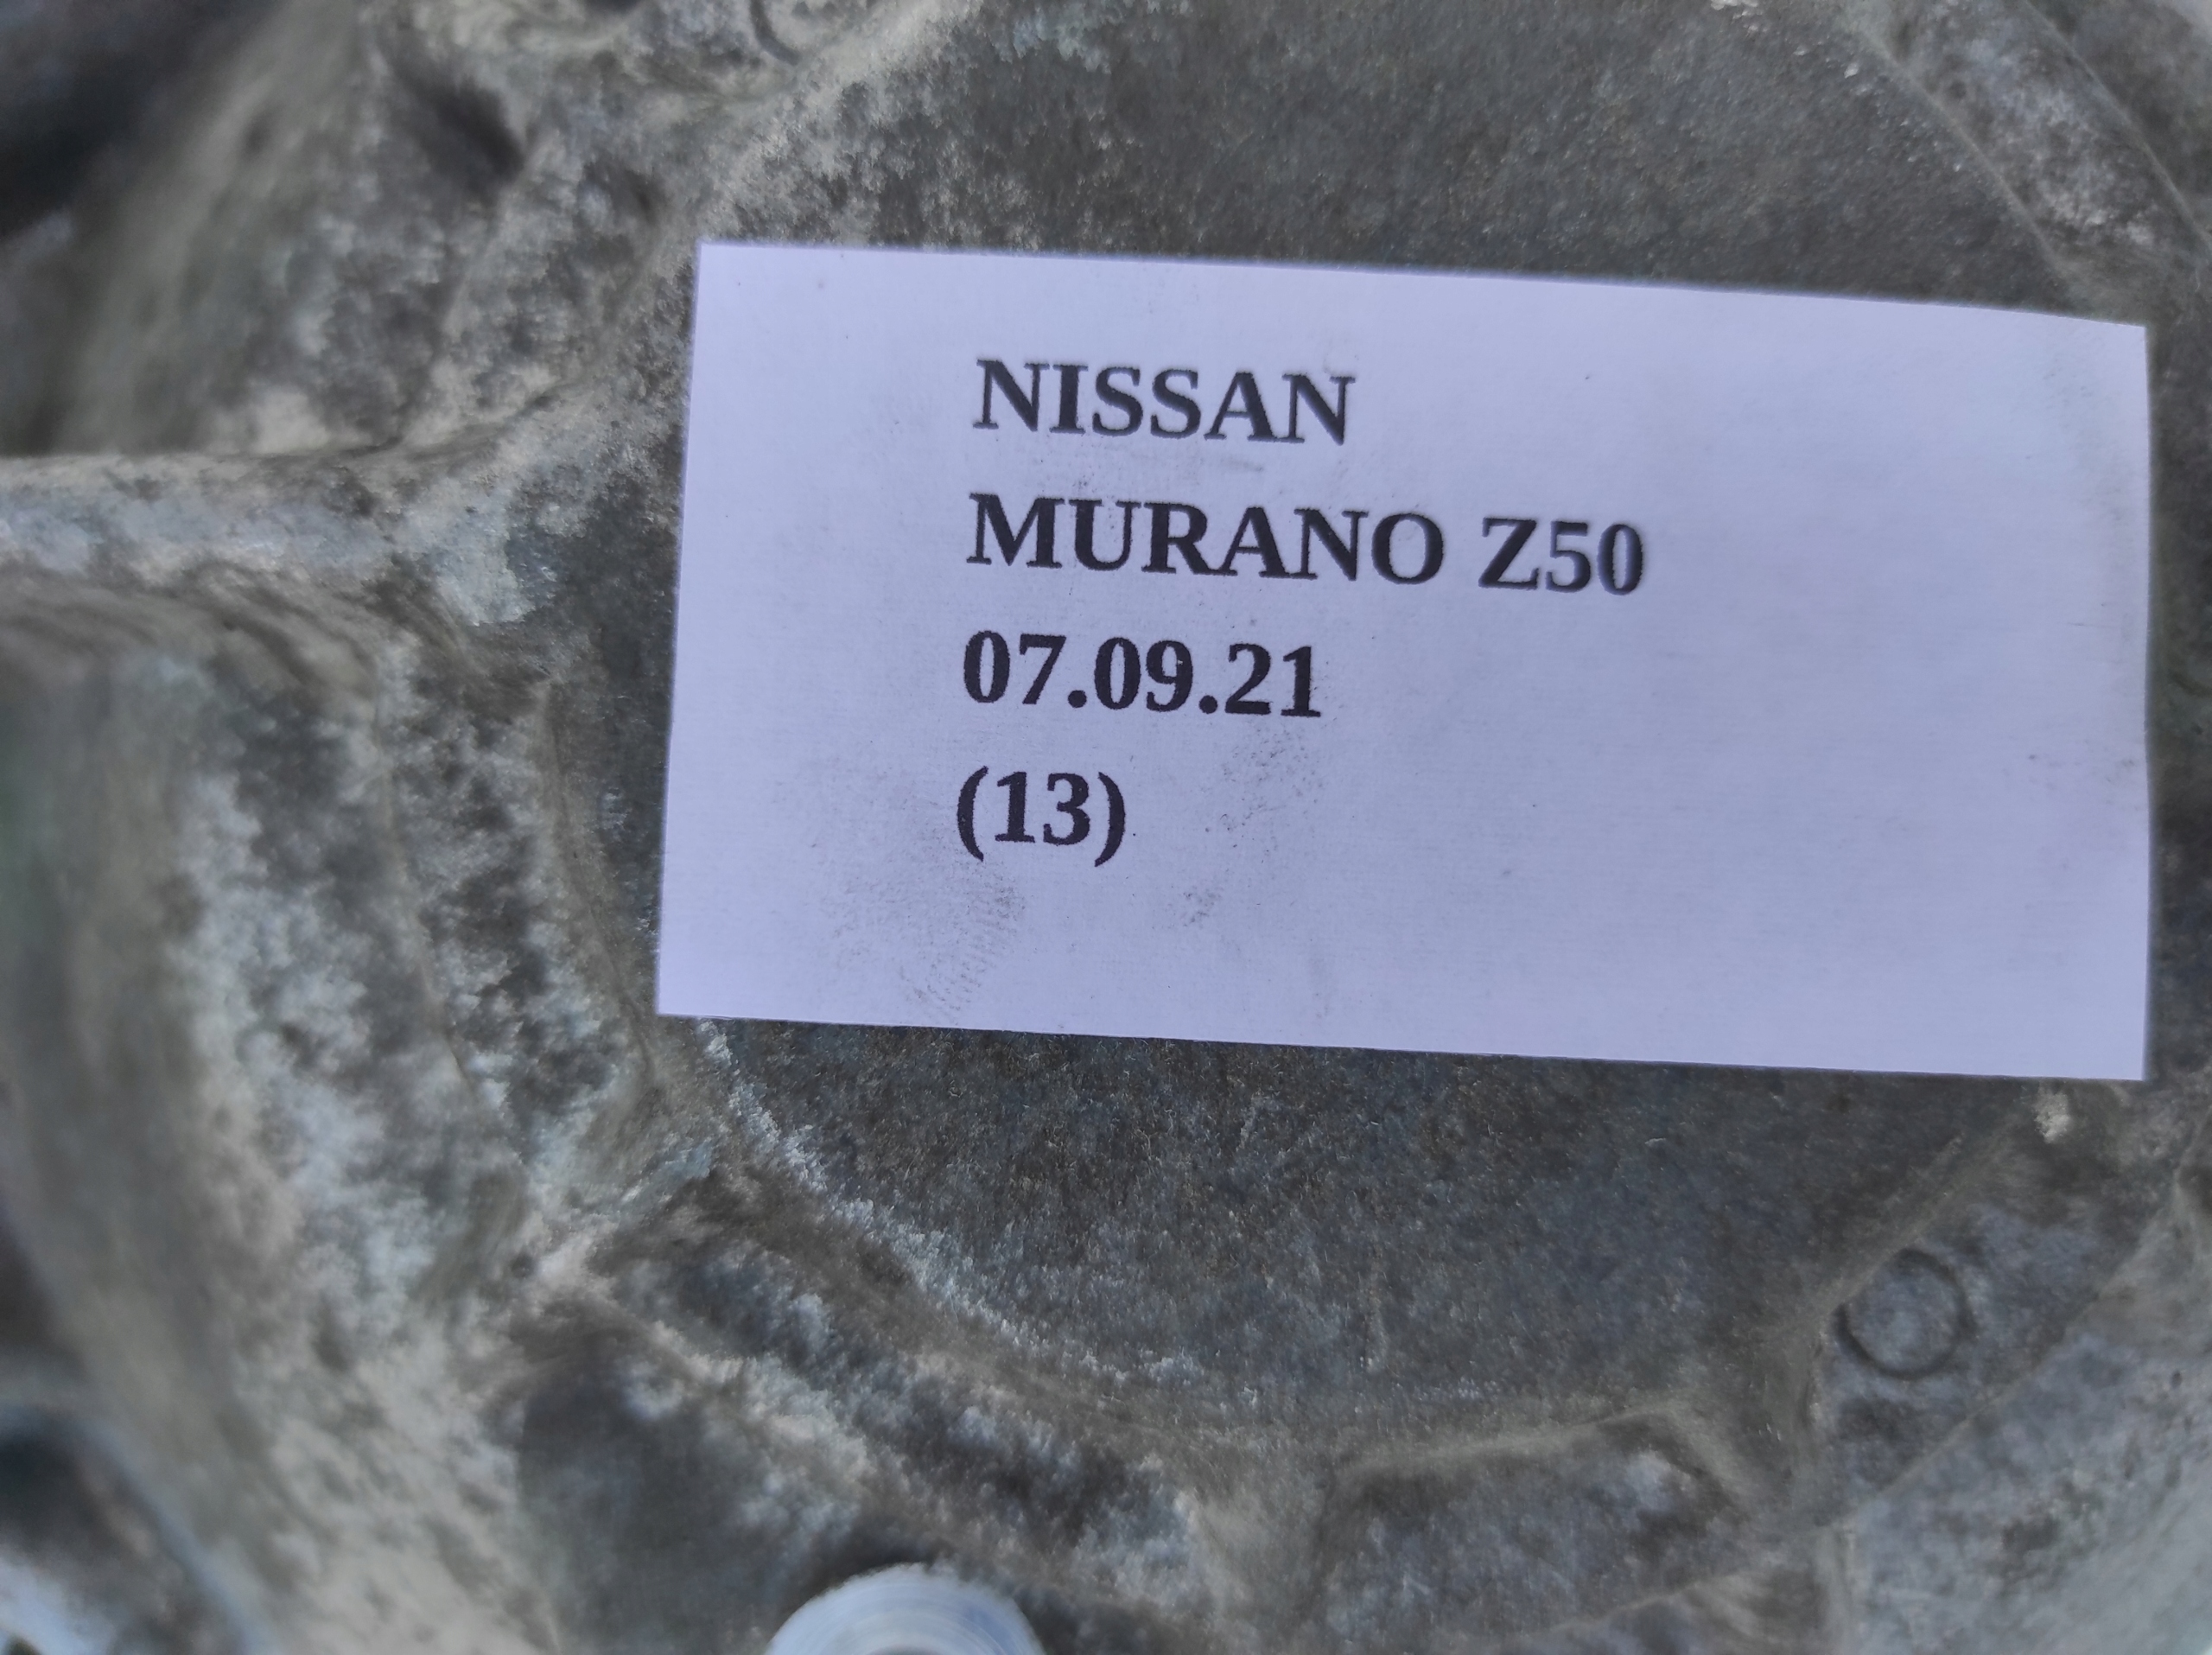 NISSAN
MURANO Z50
07.09.21
(13)